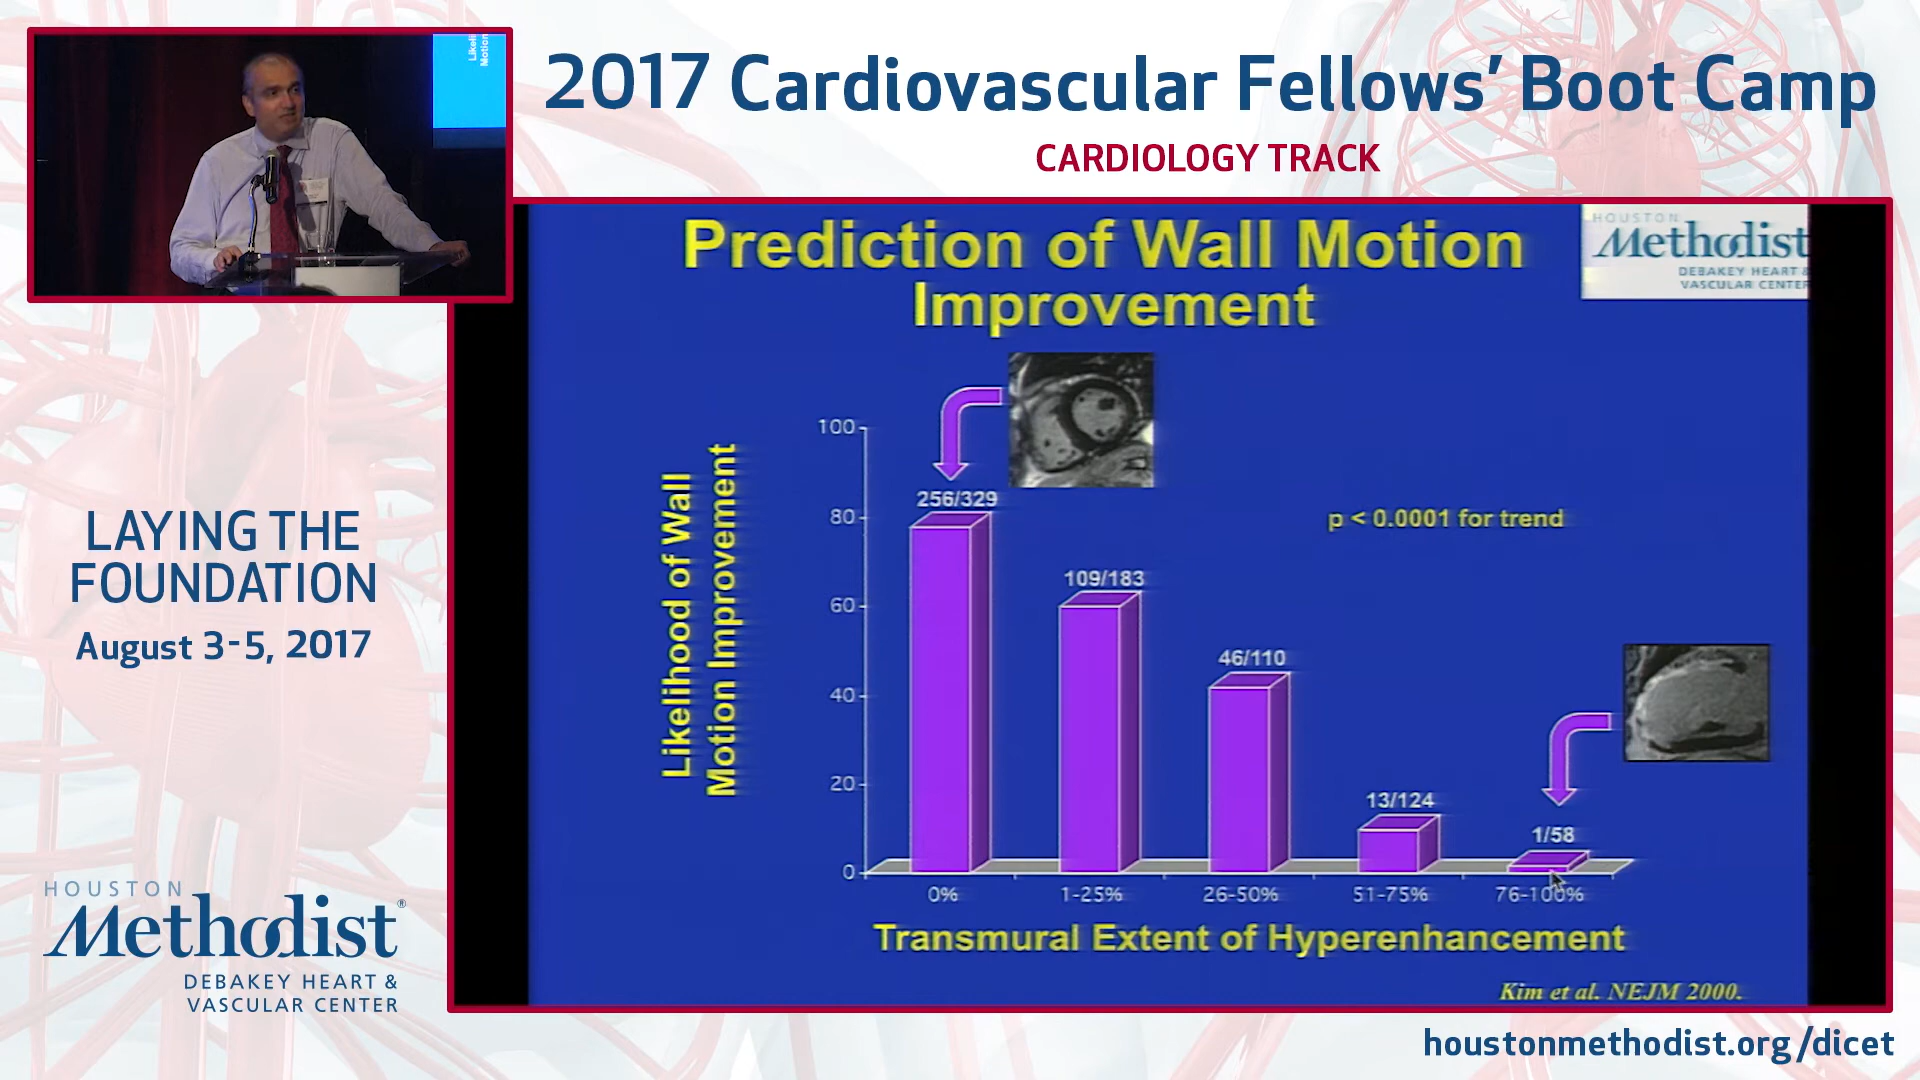 Likeli
Motion
2017 Cardiovascular Fellows' Boot Camp
CARDIOLOGY TRACK
Prediction of Wall Motion
Improvement
HOUSTON
Methodist
DEBAKEY HEART &
VASCULAR CENTER
Likelihood of Wall
Motion Improvement
100
80
60
40
20
0
256/329
109/183
46/110
13/124
1/58
p < 0.0001 for trend
0%
1-25%
26-50%
51-75%
76-100%
Transmural Extent of Hyperenhancement
Kim et al. NEJM 2000.
LAYING THE
FOUNDATION
August 3-5, 2017
HOUSTON
Methodist®
DEBAKEY HEART &
VASCULAR CENTER
houstonmethodist.org/dicet